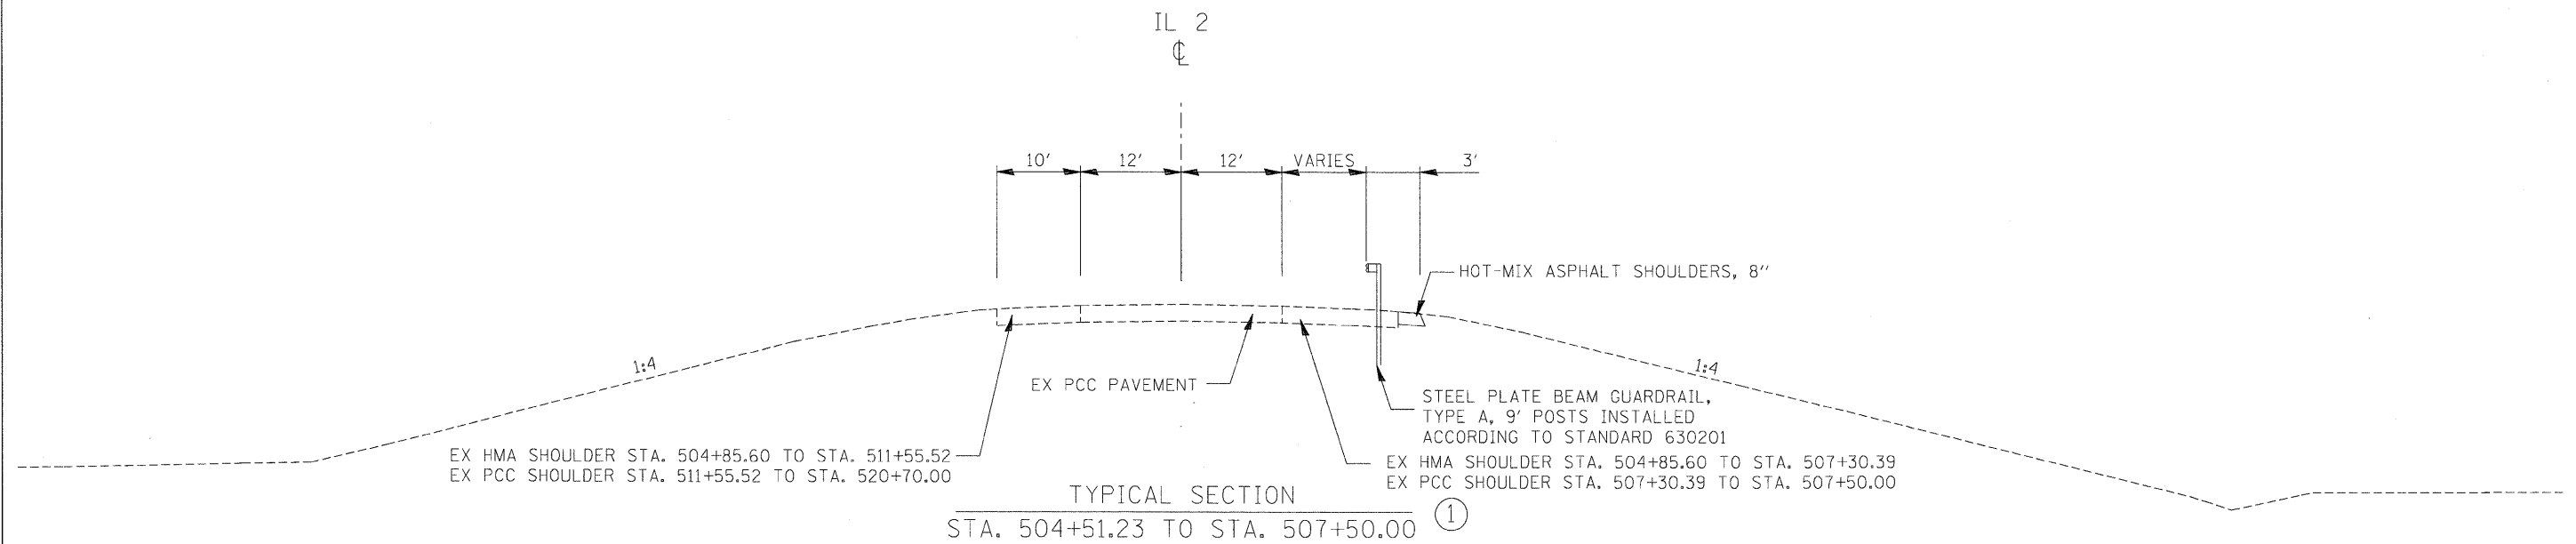 IL 2
℄
10' 12' 12' VARIES 3'
HOT-MIX ASPHALT SHOULDERS, 8"
1:4
1:4
EX PCC PAVEMENT
STEEL PLATE BEAM GUARDRAIL,
TYPE A, 9' POSTS INSTALLED
ACCORDING TO STANDARD 630201
EX HMA SHOULDER STA. 504+85.60 TO STA. 511+55.52
EX PCC SHOULDER STA. 511+55.52 TO STA. 520+70.00
EX HMA SHOULDER STA. 504+85.60 TO STA. 507+30.39
EX PCC SHOULDER STA. 507+30.39 TO STA. 507+50.00
TYPICAL SECTION
STA. 504+51.23 TO STA. 507+50.00
1